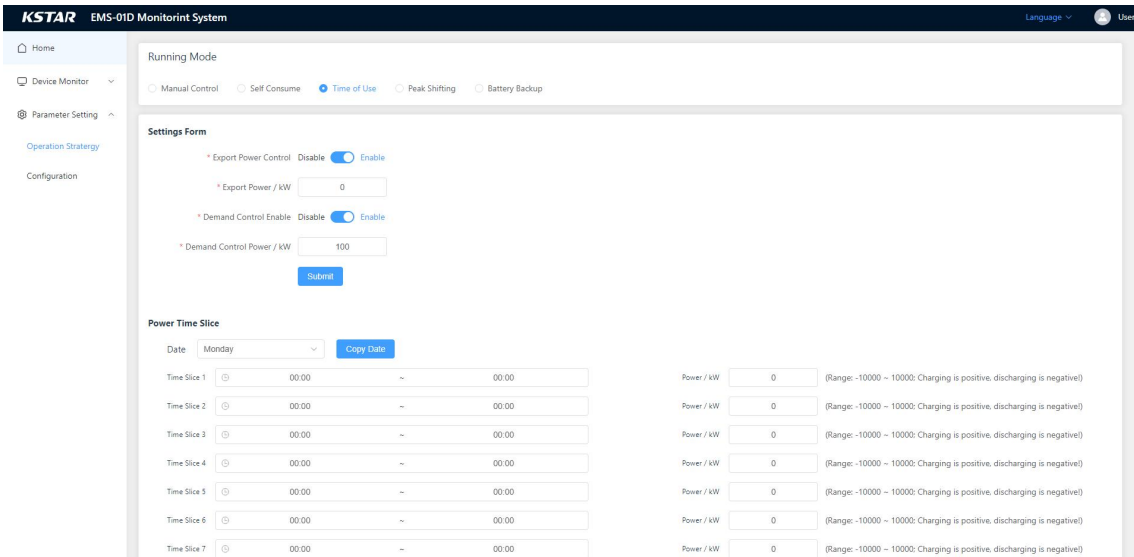 KSTAR EMS-01D Monitorint System Language User
Home
Device Monitor
Parameter Setting
Operation Stratergy
Configuration
Running Mode
Manual Control Self Consume Time of Use Peak Shifting Battery Backup
Settings Form
* Export Power Control Disable Enable
* Export Power / kW 0
* Demand Control Enable Disable Enable
* Demand Control Power / kW 100
Submit
Power Time Slice
Date Monday Copy Date
Time Slice 1 00:00 ~ 00:00 Power / kW 0 (Range: -10000 ~ 10000; Charging is positive, discharging is negative!)
Time Slice 2 00:00 ~ 00:00 Power / kW 0 (Range: -10000 ~ 10000; Charging is positive, discharging is negative!)
Time Slice 3 00:00 ~ 00:00 Power / kW 0 (Range: -10000 ~ 10000; Charging is positive, discharging is negative!)
Time Slice 4 00:00 ~ 00:00 Power / kW 0 (Range: -10000 ~ 10000; Charging is positive, discharging is negative!)
Time Slice 5 00:00 ~ 00:00 Power / kW 0 (Range: -10000 ~ 10000; Charging is positive, discharging is negative!)
Time Slice 6 00:00 ~ 00:00 Power / kW 0 (Range: -10000 ~ 10000; Charging is positive, discharging is negative!)
Time Slice 7 00:00 ~ 00:00 Power / kW 0 (Range: -10000 ~ 10000; Charging is positive, discharging is negative!)